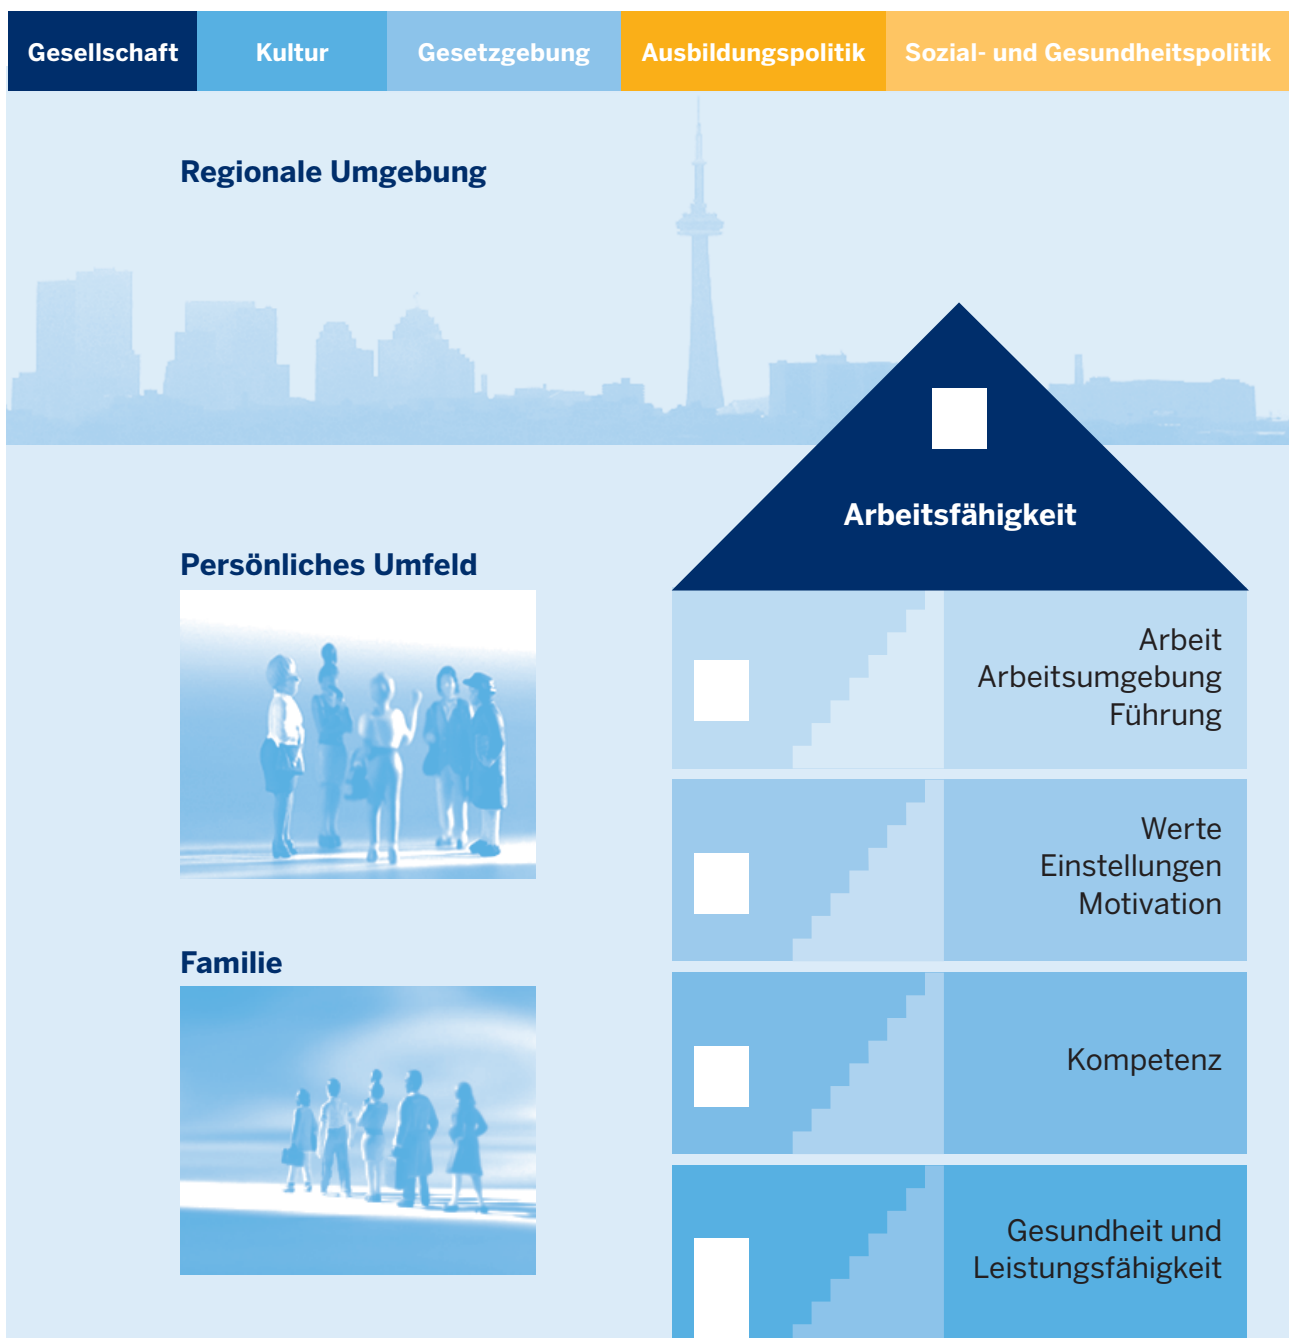 Gesellschaft Kultur Gesetzgebung Ausbildungspolitik Sozial- und Gesundheitspolitik
Regionale Umgebung
Arbeitsfähigkeit
Persönliches Umfeld
Arbeit
Arbeitsumgebung
Führung
Werte
Einstellungen
Motivation
Familie
Kompetenz
Gesundheit und
Leistungsfähigkeit